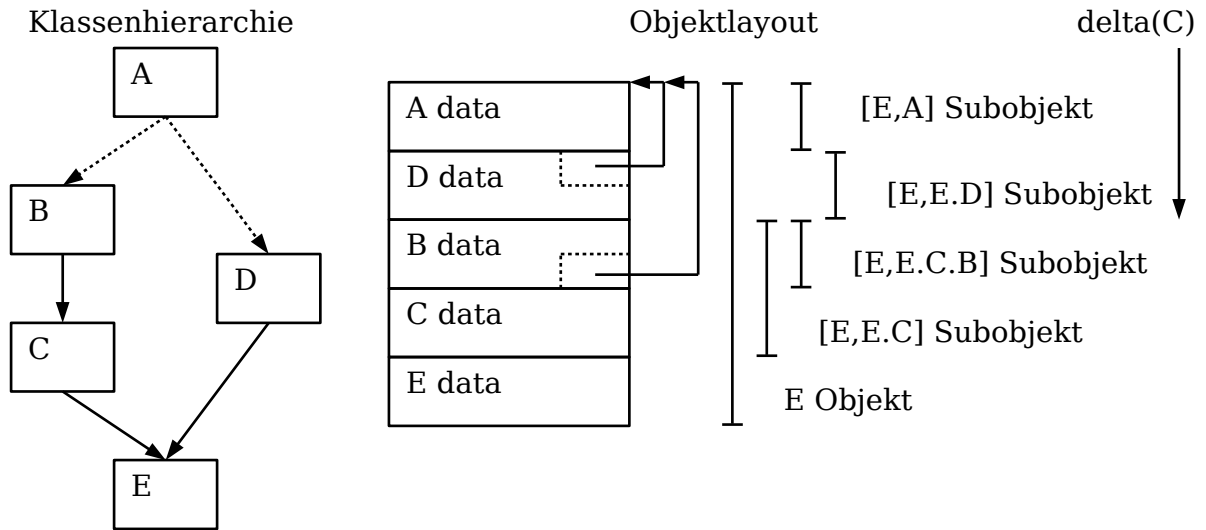 Klassenhierarchie
A
B
D
C
E
Objektlayout
A data
D data
B data
C data
E data
[E,A] Subobjekt
[E,E.D] Subobjekt
[E,E.C.B] Subobjekt
[E,E.C] Subobjekt
E Objekt
delta(C)